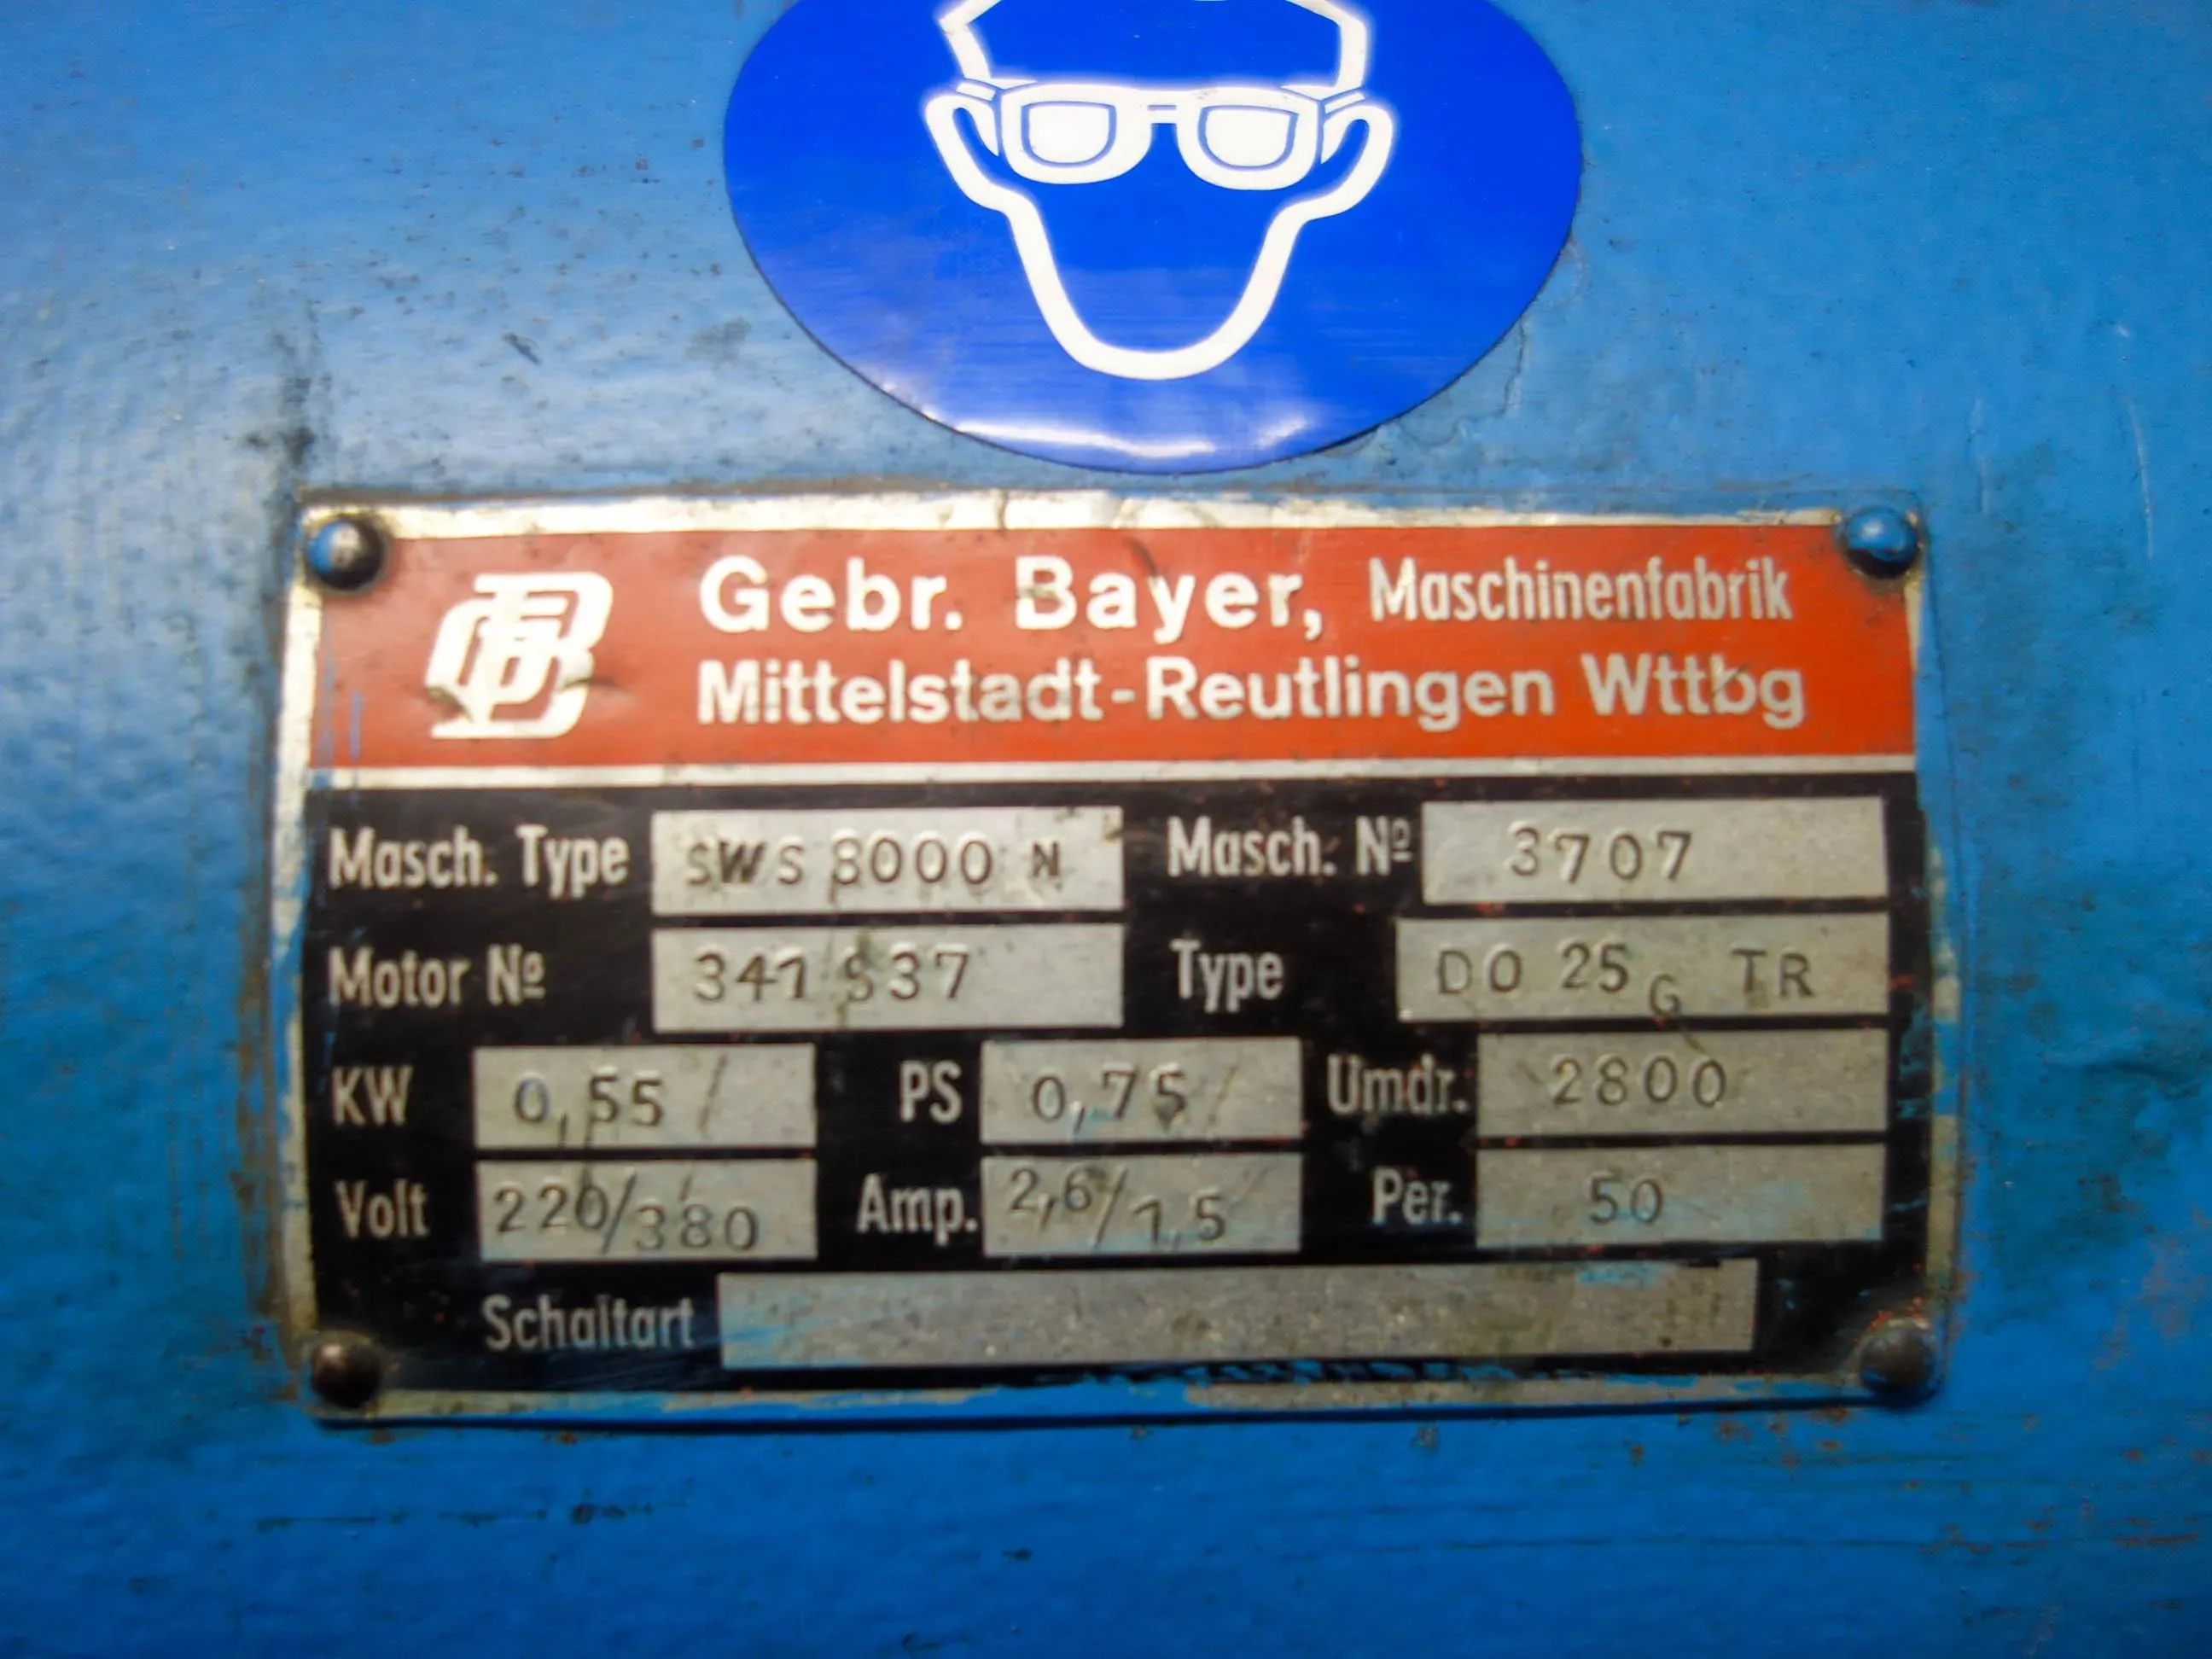 GB
Gebr. Bayer, Maschinenfabrik
Mittelstadt-Reutlingen Wttbg
Masch. Type SWS 8000 N Masch. Nº 3707
Motor Nº Type DO 25 G TR
KW 0,55/ PS 0,75/ Umdr. 2800
Volt 220/380 Amp. 2,6/1,5 Per. 50
Schaltart